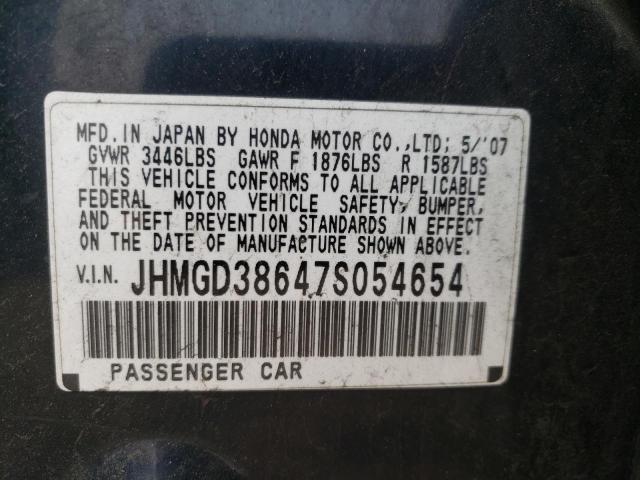 MFD. IN JAPAN BY HONDA MOTOR CO., LTD; 5/'07
GVWR 3446LBS GAWR F 1876LBS R 1587LBS
THIS VEHICLE CONFORMS TO ALL APPLICABLE
FEDERAL MOTOR VEHICLE SAFETY, BUMPER,
AND THEFT PREVENTION STANDARDS IN EFFECT
ON THE DATE OF MANUFACTURE SHOWN ABOVE.
V.I.N. JHMGD38647S054654
PASSENGER CAR